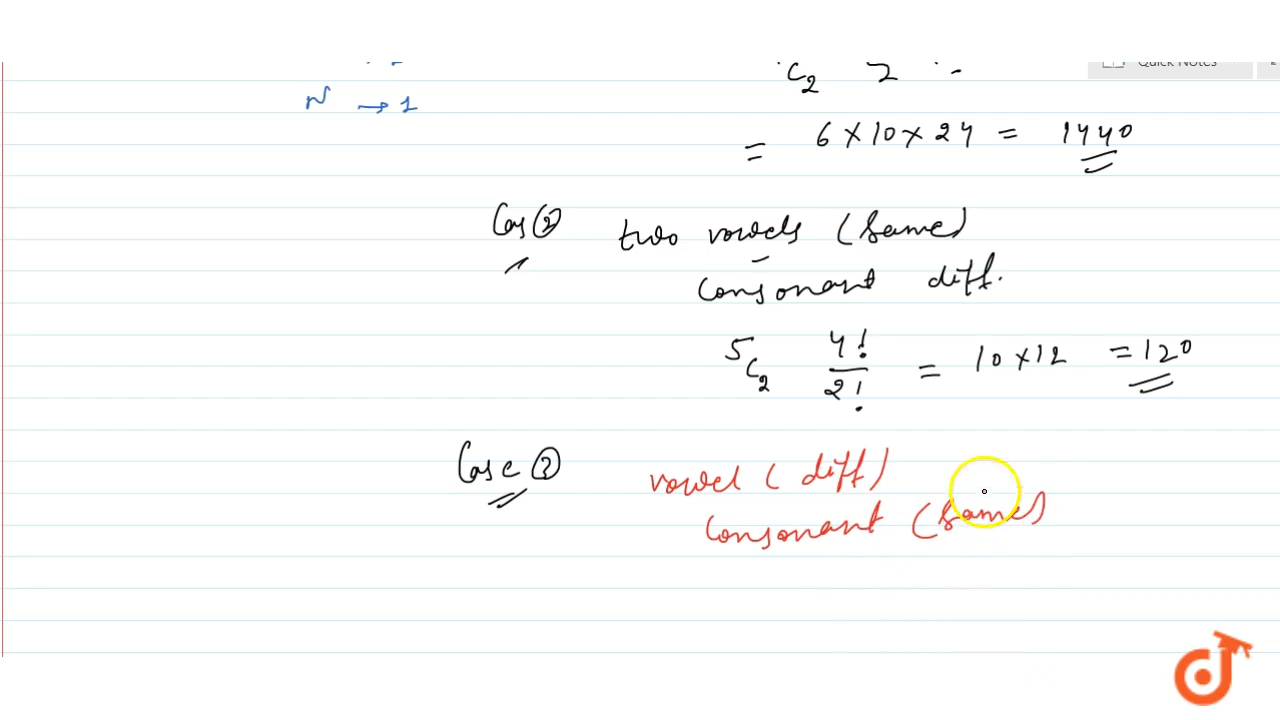 Quick Notes
C2 2
N → 1
= 6 × 10 × 24 = 1440
Cas ② two vowels (Same)
Consonant diff.
5C2 4!/2! = 10 × 12 = 120
Case ③ vowel (diff)
Consonant (Same)